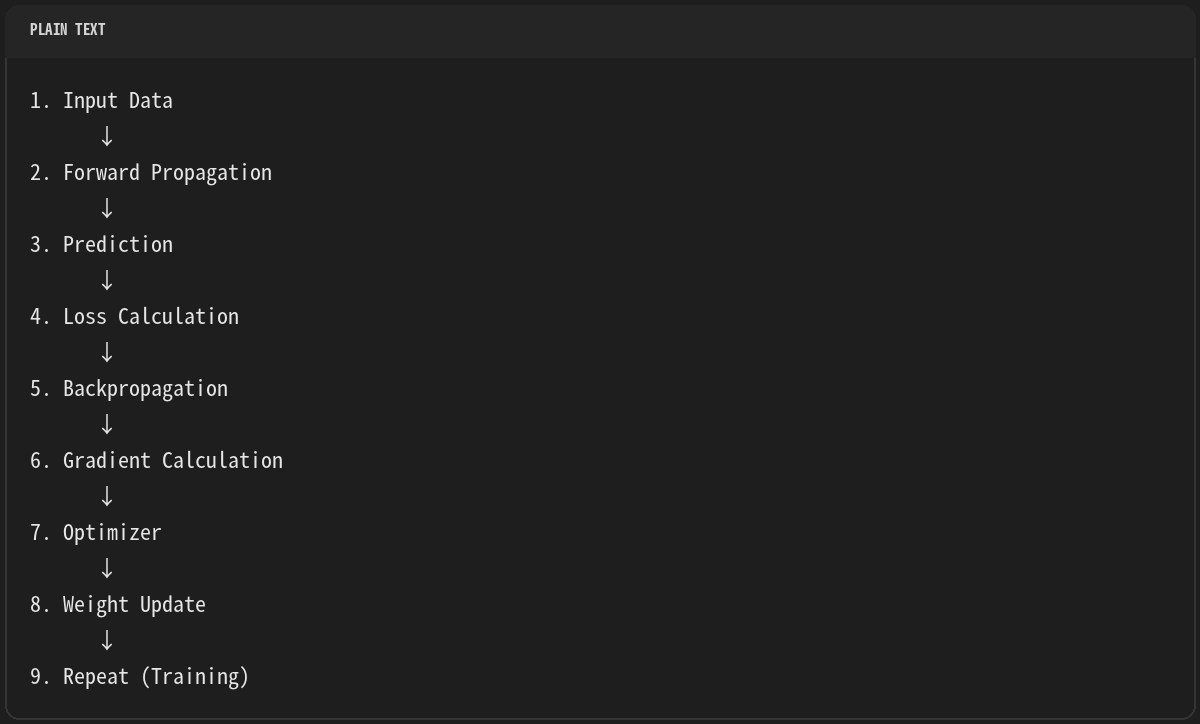 PLAIN TEXT
1. Input Data
↓
2. Forward Propagation
↓
3. Prediction
↓
4. Loss Calculation
↓
5. Backpropagation
↓
6. Gradient Calculation
↓
7. Optimizer
↓
8. Weight Update
↓
9. Repeat (Training)